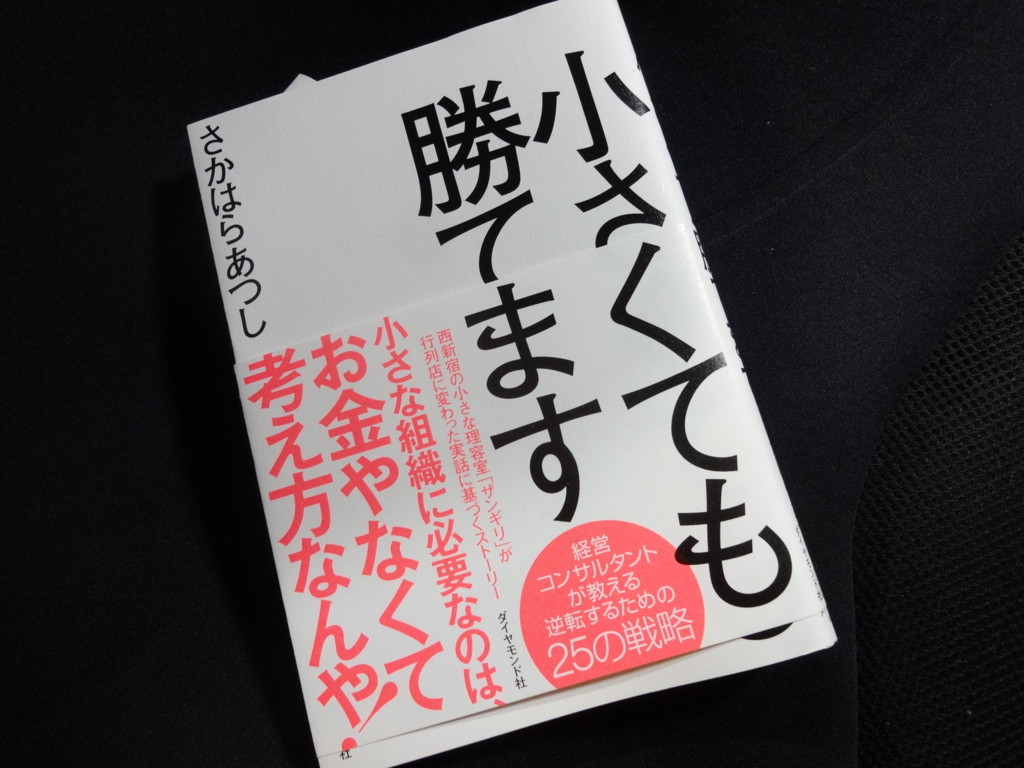 小さくても
勝てます
さかはらあつし
西新宿の小さな理容室「ザンギリ」が
行列店に変わった実話に基づくストーリー
小さな組織に必要なのは、
お金やなくて
考え方なんや!
経営
コンサルタント
が教える
逆転するための
25の戦略
ダイヤモンド社
社